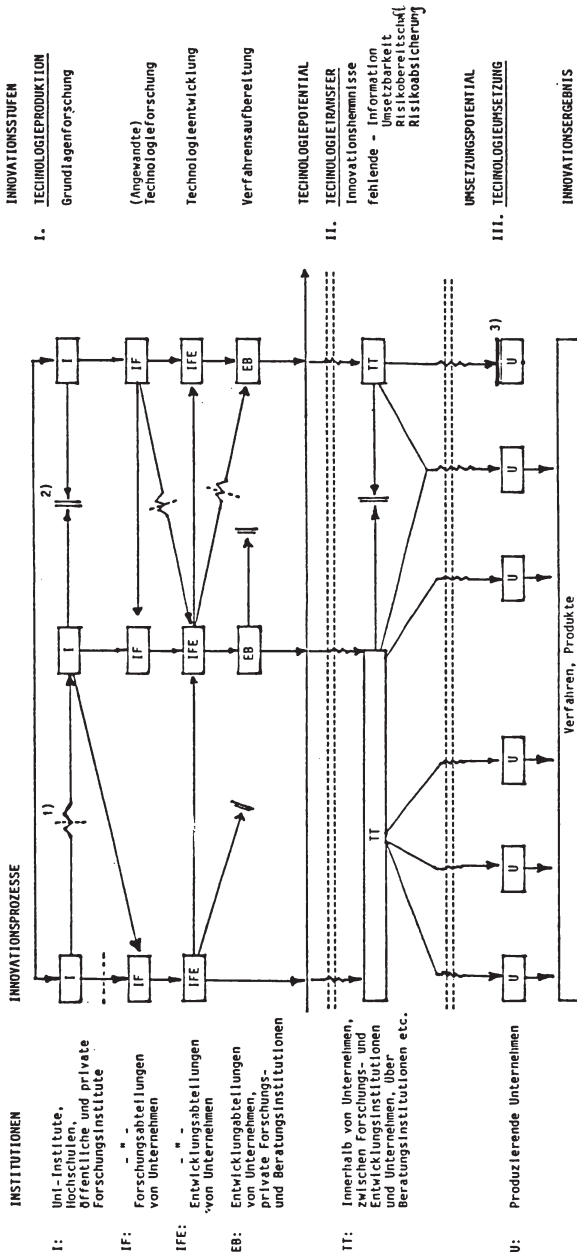 INSTITUTIONEN
I: Uni-Institute,
Hochschulen,
öffentliche und private
Forschungsinstitute
IF: - " -
Forschungsabteilungen
von Unternehmen
IFE: - " -
Entwicklungsabteilungen
von Unternehmen
EB: Entwicklungabteilungen
von Unternehmen,
private Forschungs-
und Beratungsinstitutionen
TT: Innerhalb von Unternehmen,
zwischen Forschungs- und
Entwicklungsinstitutionen
und Unternehmen, über
Beratungsinstitutionen etc.
U: Produzierende Unternehmen
INNOVATIONSPROZESSE
1) 2)
I I I
IF IF IF
IFE IFE IFE
EB EB
TT TT
3)
U U U U U U
Verfahren, Produkte
INNOVATIONSSTUFEN
I. TECHNOLOGIEPRODUKTION
Grundlagenforschung
(Angewandte)
Technologieforschung
Technologieentwicklung
Verfahrensaufbereitung
TECHNOLOGIEPOTENTIAL
II. TECHNOLOGIETRANSFER
Innovationshemmnisse
fehlende - Information
Umsetzbarkeit
Risikobereitschaft
Risikoabsicherung
UMSETZUNGSPOTENTIAL
III. TECHNOLOGIEUMSETZUNG
INNOVATIONSERGEBNIS